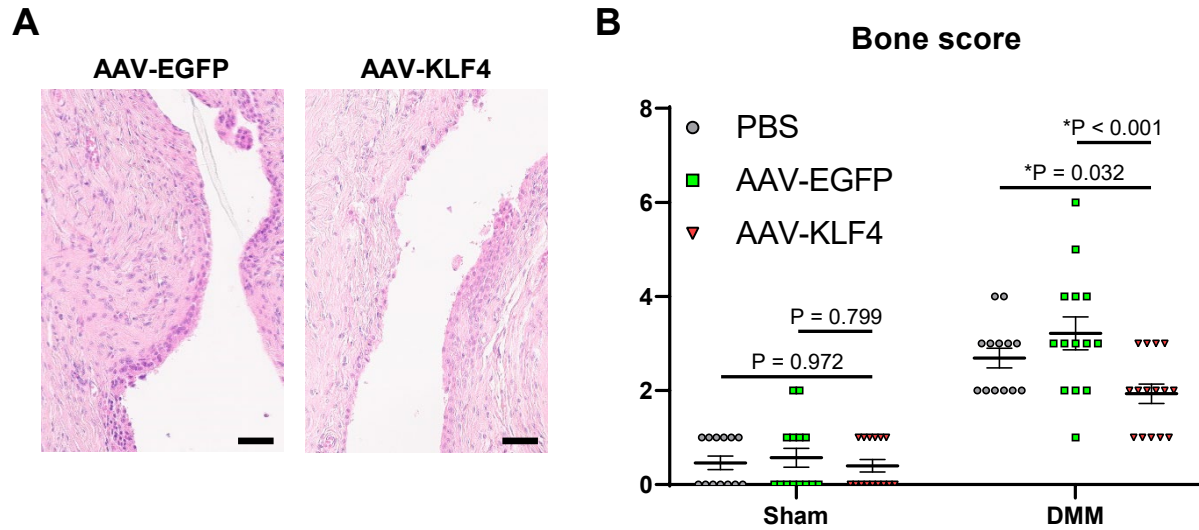 A
AAV-EGFP
AAV-KLF4
B
Bone score
8
6
4
2
0
PBS
AAV-EGFP
AAV-KLF4
*P < 0.001
*P = 0.032
P = 0.799
P = 0.972
Sham
DMM